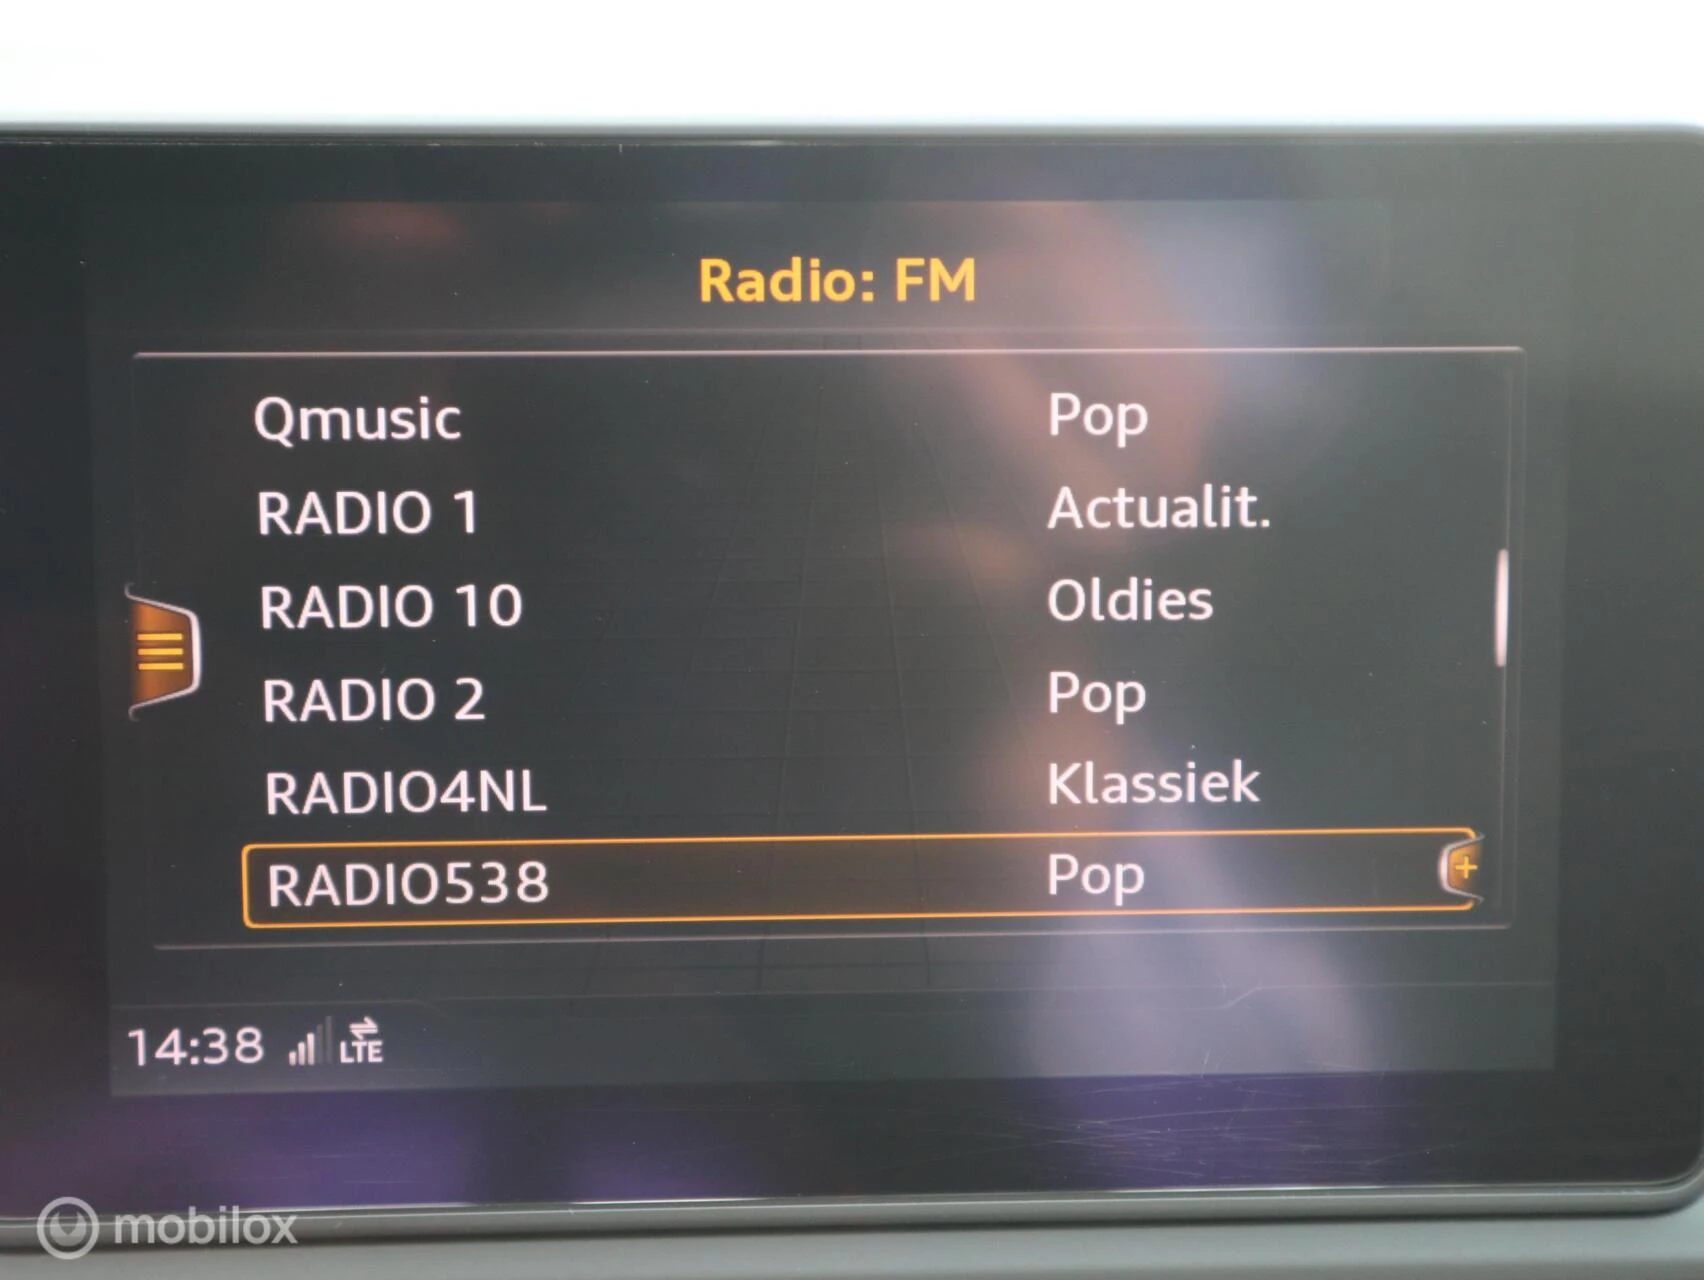 Radio: FM
Qmusic Pop
RADIO 1 Actualit.
RADIO 10 Oldies
RADIO 2 Pop
RADIO4NL Klassiek
RADIO538 Pop +
14:38 LTE
mobilox